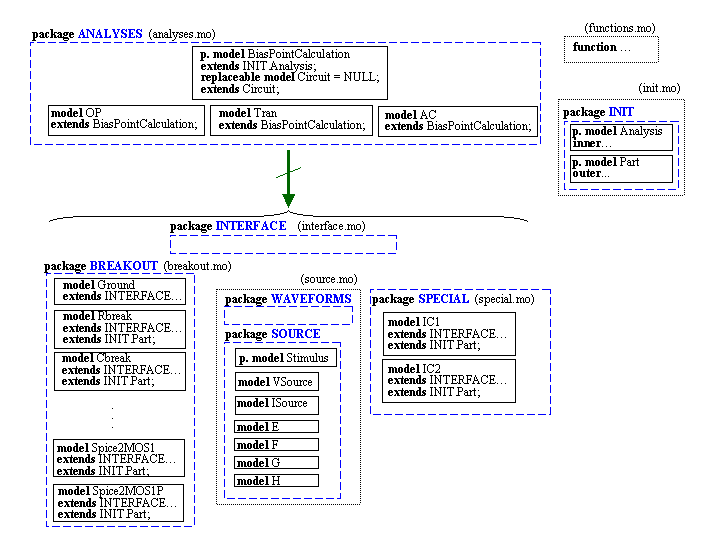 package ANALYSES (analyses.mo)
p. model BiasPointCalculation
extends INIT.Analysis;
replaceable model Circuit = NULL;
extends Circuit;
model OP
extends BiasPointCalculation;
model Tran
extends BiasPointCalculation;
model AC
extends BiasPointCalculation;
(functions.mo)
function ...
(init.mo)
package INIT
p. model Analysis
inner...
p. model Part
outer...
package INTERFACE (interface.mo)
package BREAKOUT (breakout.mo)
model Ground
extends INTERFACE...
model Rbreak
extends INTERFACE...
extends INIT.Part;
model Cbreak
extends INTERFACE...
extends INIT.Part;
.
.
.
model Spice2MOS1
extends INTERFACE...
extends INIT.Part;
model Spice2MOS1P
extends INTERFACE...
extends INIT.Part;
(source.mo)
package WAVEFORMS
package SOURCE
p. model Stimulus
model VSource
model ISource
model E
model F
model G
model H
package SPECIAL (special.mo)
model IC1
extends INTERFACE...
extends INIT.Part;
model IC2
extends INTERFACE...
extends INIT.Part;